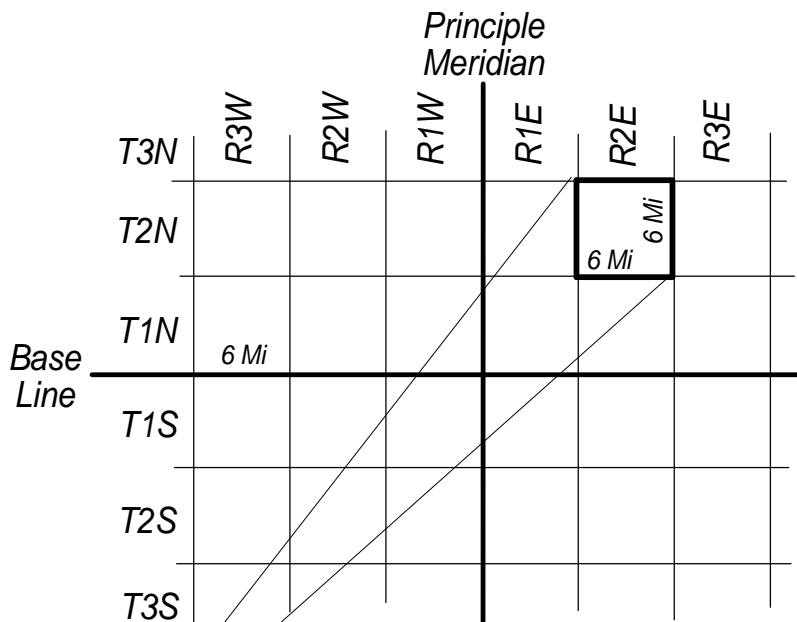 Principle
Meridian
R3W
R2W
R1W
R1E
R2E
R3E
T3N
T2N
6 Mi
6 Mi
T1N
6 Mi
Base
Line
T1S
T2S
T3S